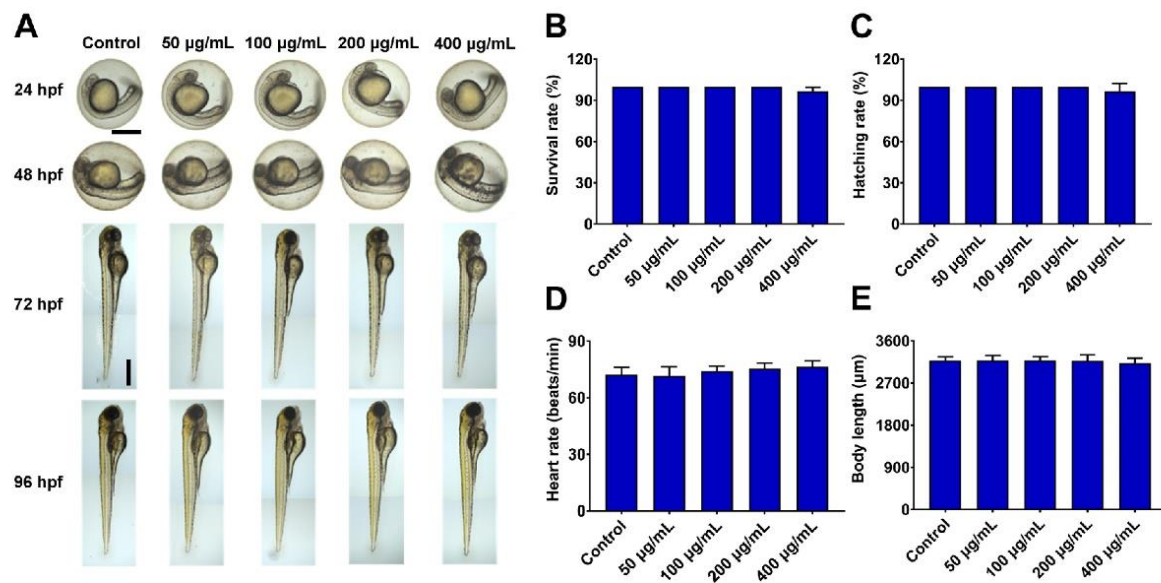 A
Control 50 µg/mL 100 µg/mL 200 µg/mL 400 µg/mL
24 hpf
48 hpf
72 hpf
96 hpf
B
Survival rate (%)
120
90
60
30
0
Control 50 µg/mL 100 µg/mL 200 µg/mL 400 µg/mL
C
Hatching rate (%)
120
90
60
30
0
Control 50 µg/mL 100 µg/mL 200 µg/mL 400 µg/mL
D
Heart rate (beats/min)
90
60
30
0
Control 50 µg/mL 100 µg/mL 200 µg/mL 400 µg/mL
E
Body length (µm)
3600
2700
1800
900
0
Control 50 µg/mL 100 µg/mL 200 µg/mL 400 µg/mL